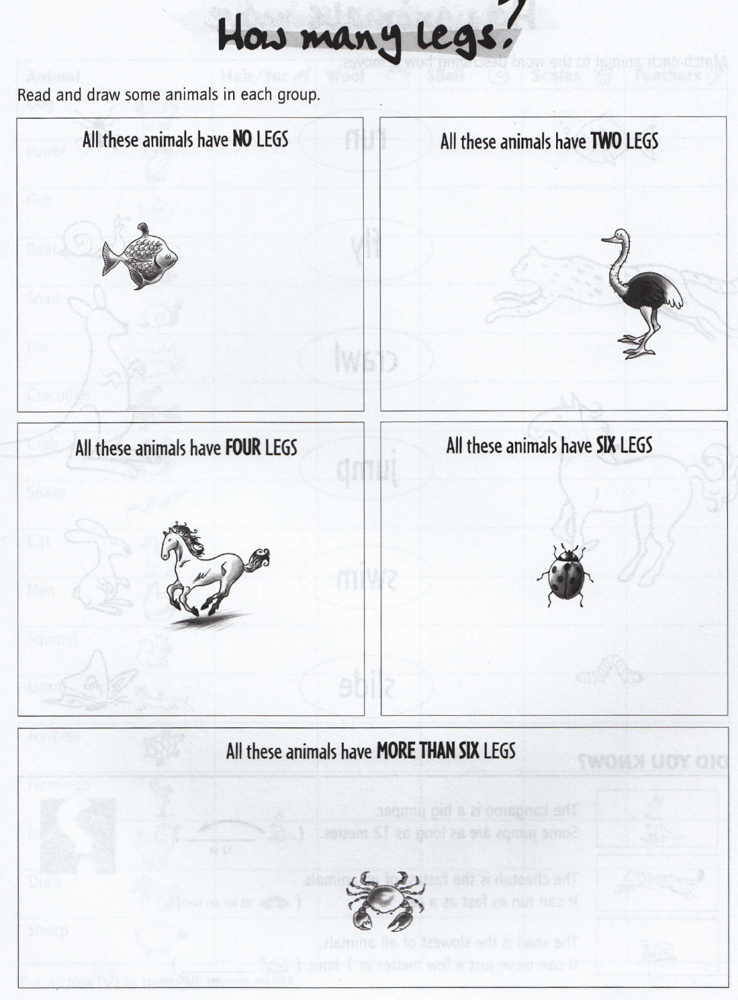 How many legs?
Read and draw some animals in each group.
All these animals have NO LEGS
All these animals have TWO LEGS
All these animals have FOUR LEGS
All these animals have SIX LEGS
All these animals have MORE THAN SIX LEGS